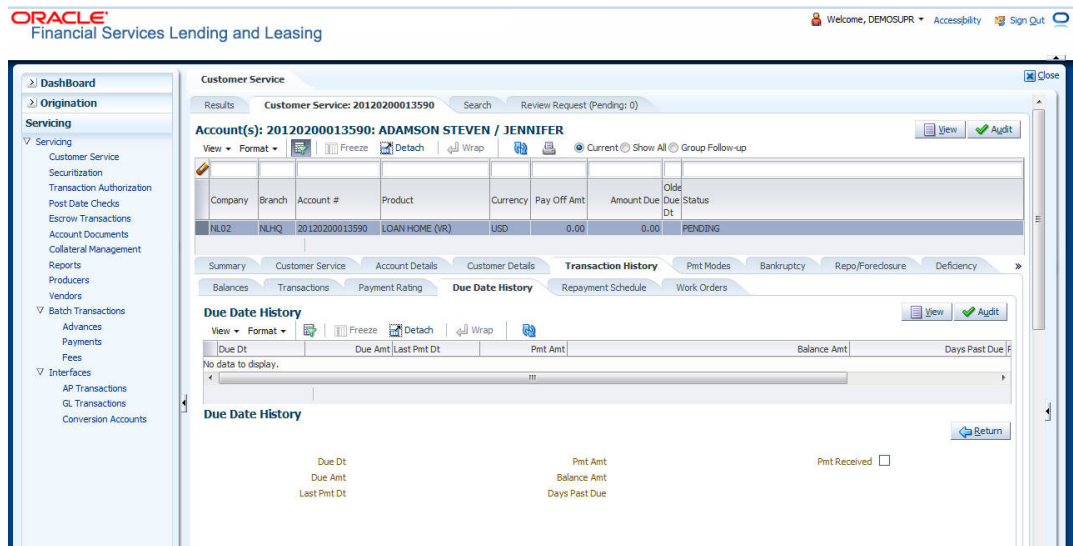 ORACLE
Financial Services Lending and Leasing
Welcome, DEMOSUPR Accessibility Sign Out
Close
DashBoard
Origination
Servicing
Servicing
Customer Service
Securitization
Transaction Authorization
Post Date Checks
Escrow Transactions
Account Documents
Collateral Management
Reports
Producers
Vendors
Batch Transactions
Advances
Payments
Fees
Interfaces
AP Transactions
GL Transactions
Conversion Accounts
Customer Service
Results Customer Service: 20120200013590 Search Review Request (Pending: 0)
Account(s): 20120200013590: ADAMSON STEVEN / JENNIFER View Audit
View Format Freeze Detach Wrap Current Show All Group Follow-up
Company Branch Account # Product Currency Pay Off Amt Amount Due Olde Due Dt Status
NL02 NLHQ 20120200013590 LOAN HOME (VR) USD 0.00 0.00 PENDING
Summary Customer Service Account Details Customer Details Transaction History Pmt Modes Bankruptcy Repo/Foreclosure Deficiency »
Balances Transactions Payment Rating Due Date History Repayment Schedule Work Orders
Due Date History View Audit
View Format Freeze Detach Wrap
Due Dt Due Amt Last Pmt Dt Pmt Amt Balance Amt Days Past Due
No data to display.
Due Date History
Return
Due Dt Pmt Amt Pmt Received
Due Amt Balance Amt
Last Pmt Dt Days Past Due